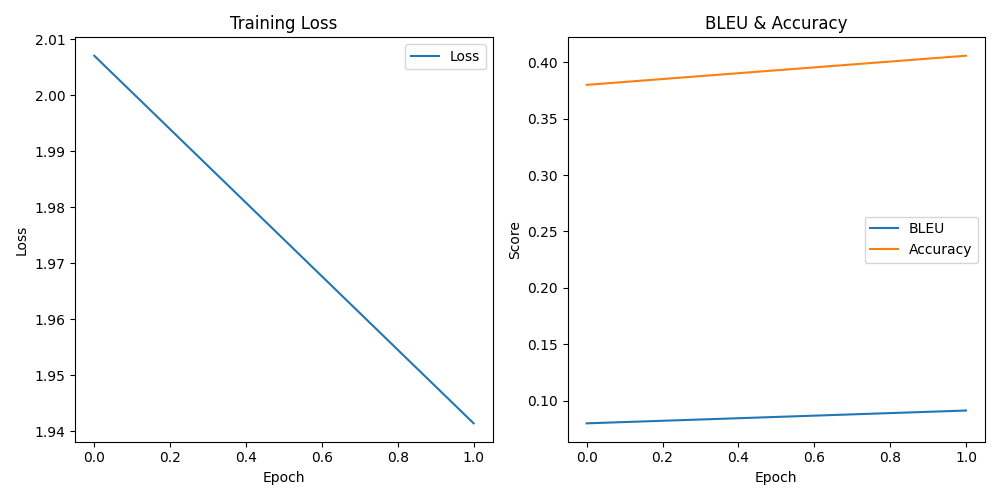 Training Loss
2.01
2.00
1.99
1.98
1.97
1.96
1.95
1.94
Loss
0.0 0.2 0.4 0.6 0.8 1.0
Epoch
Loss
BLEU & Accuracy
0.40
0.35
0.30
0.25
0.20
0.15
0.10
Score
0.0 0.2 0.4 0.6 0.8 1.0
Epoch
BLEU
Accuracy